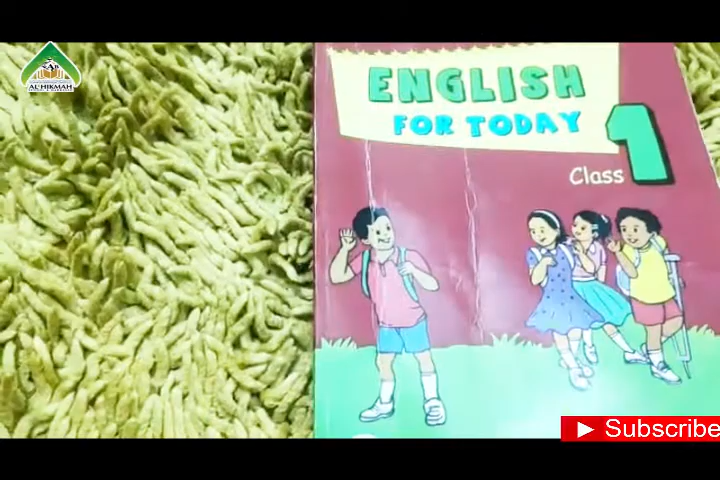 AL-HIKMAH
ENGLISH
FOR TODAY
Class 1
Subscribe